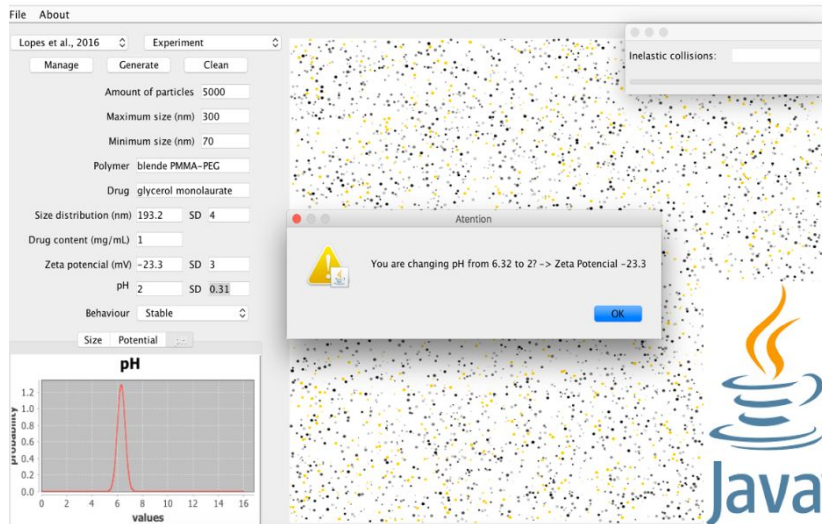 File About
Lopes et al., 2016 Experiment
Manage Generate Clean
Amount of particles 5000
Maximum size (nm) 300
Minimum size (nm) 70
Polymer blende PMMA-PEG
Drug glycerol monolaurate
Size distribution (nm) 193.2 SD 4
Drug content (mg/mL) 1
Zeta potencial (mV) -23.3 SD 3
pH 2 SD 0.31
Behaviour Stable
Size Potential
pH
probability
1.2
1.0
0.8
0.6
0.4
0.2
0.0
0 2 4 6 8 10 12 14 16
values
Inelastic collisions:
Atention
You are changing pH from 6.32 to 2? -> Zeta Potencial -23.3
OK
Java